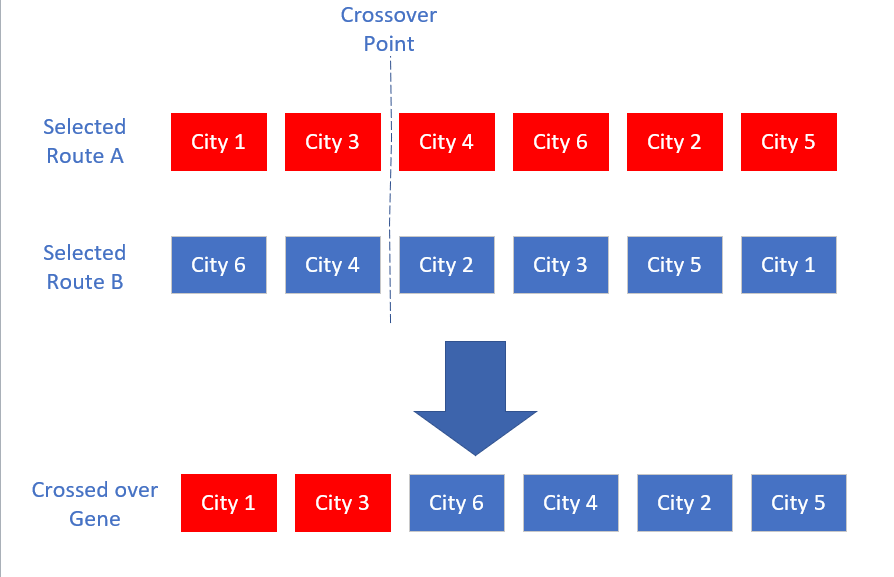 Crossover
Point
Selected
Route A
City 1
City 3
City 4
City 6
City 2
City 5
Selected
Route B
City 6
City 4
City 2
City 3
City 5
City 1
Crossed over
Gene
City 1
City 3
City 6
City 4
City 2
City 5